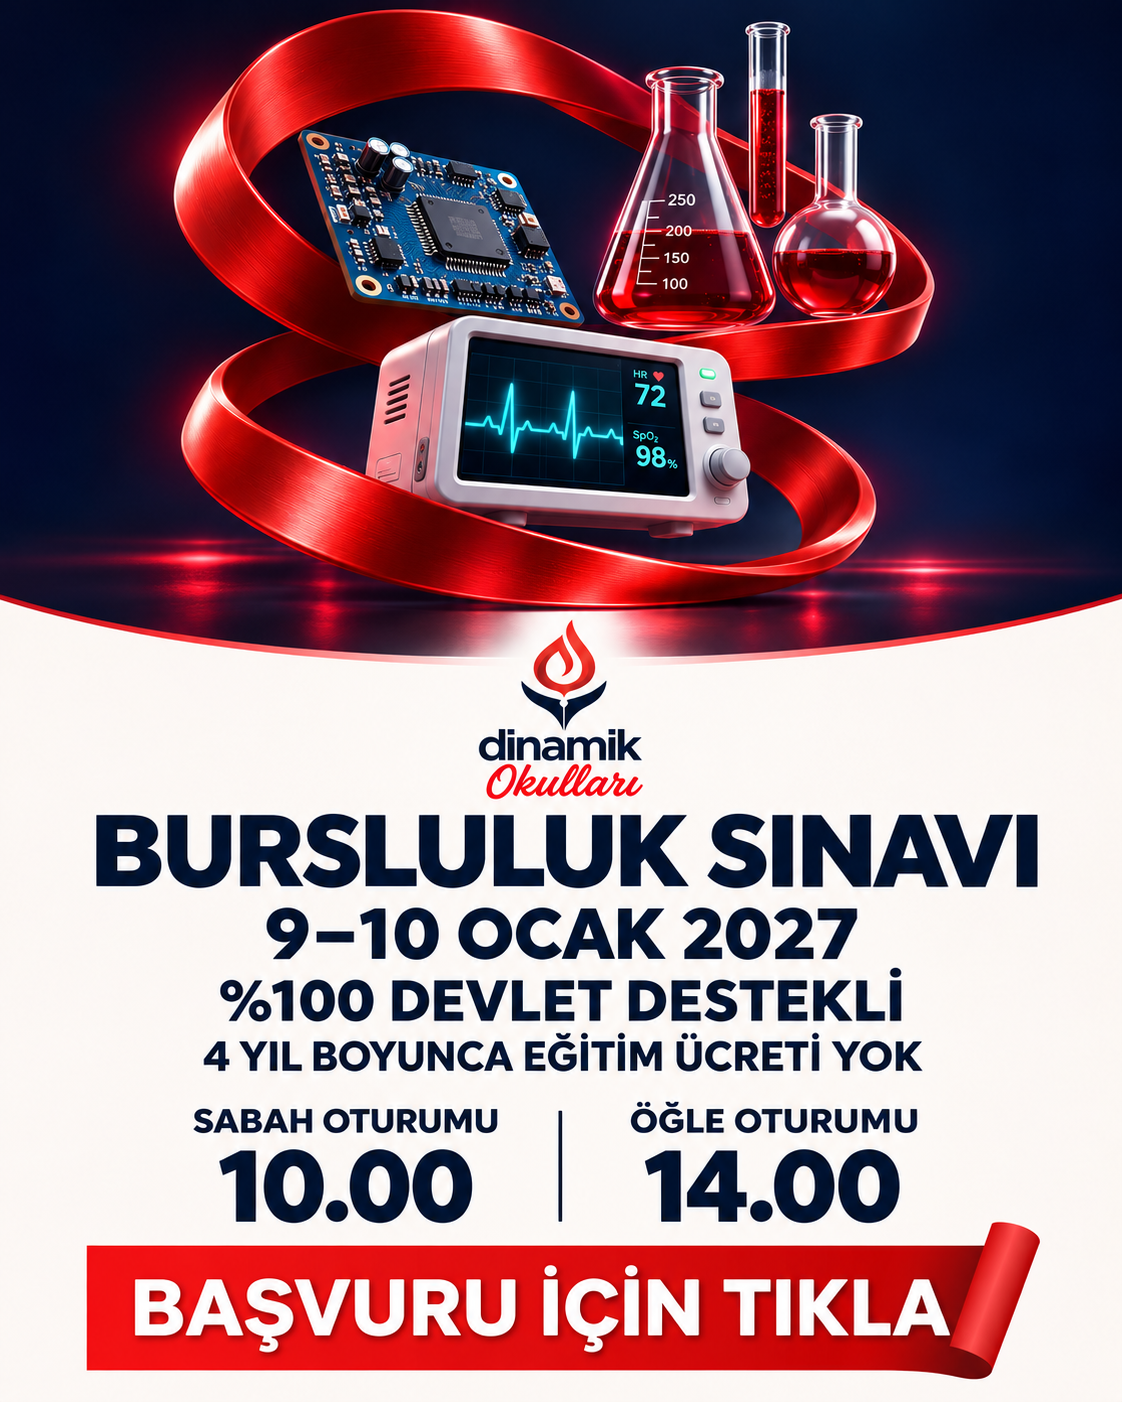 250
200
150
100
HR
72
SpO₂
98%
dinamik
Okulları
BURSLULUK SINAVI
9–10 OCAK 2027
%100 DEVLET DESTEKLİ
4 YIL BOYUNCA EĞİTİM ÜCRETİ YOK
SABAH OTURUMU
10.00
ÖĞLE OTURUMU
14.00
BAŞVURU İÇİN TIKLA